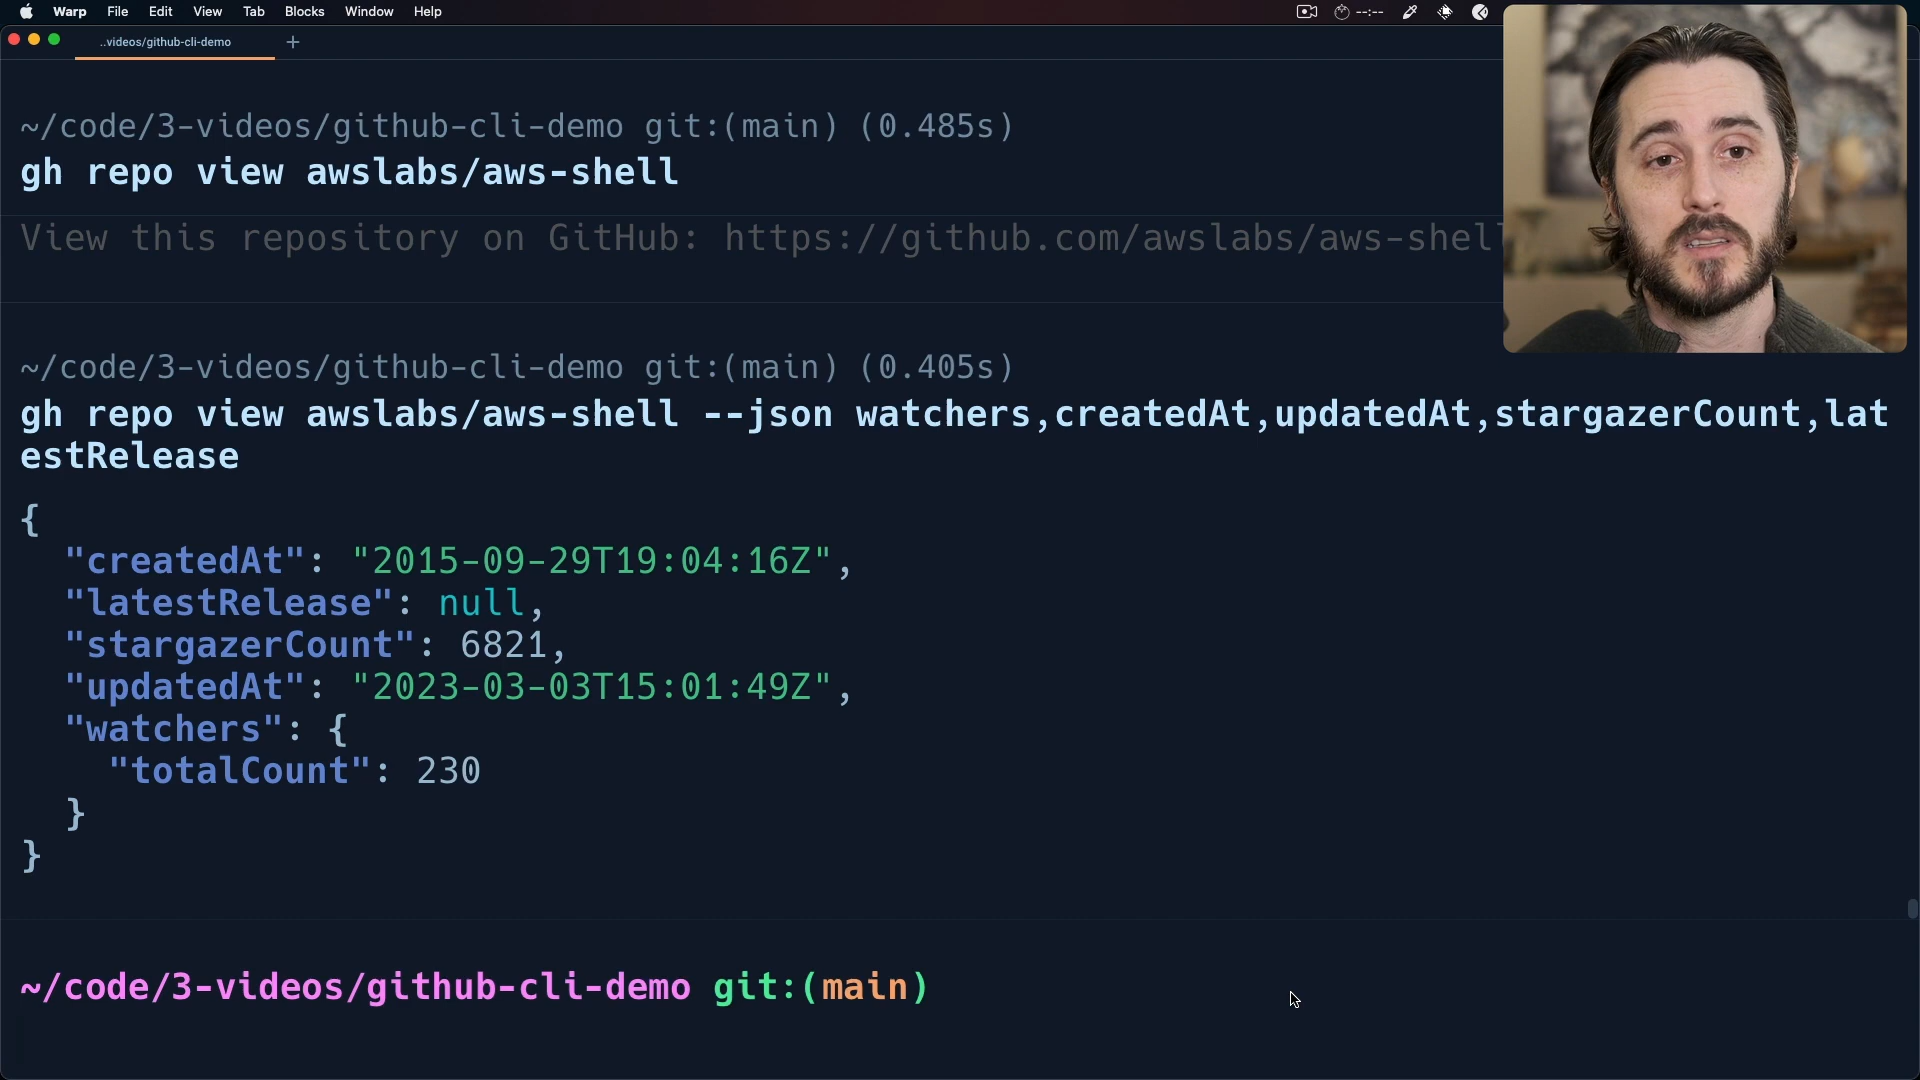 Warp File Edit View Tab Blocks Window Help --:--
..videos/github-cli-demo +
~/code/3-videos/github-cli-demo git:(main) (0.485s)
gh repo view awslabs/aws-shell
View this repository on GitHub: https://github.com/awslabs/aws-shell
~/code/3-videos/github-cli-demo git:(main) (0.405s)
gh repo view awslabs/aws-shell --json watchers,createdAt,updatedAt,stargazerCount,lat
estRelease
{
  "createdAt": "2015-09-29T19:04:16Z",
  "latestRelease": null,
  "stargazerCount": 6821,
  "updatedAt": "2023-03-03T15:01:49Z",
  "watchers": {
    "totalCount": 230
  }
}
~/code/3-videos/github-cli-demo git:(main)